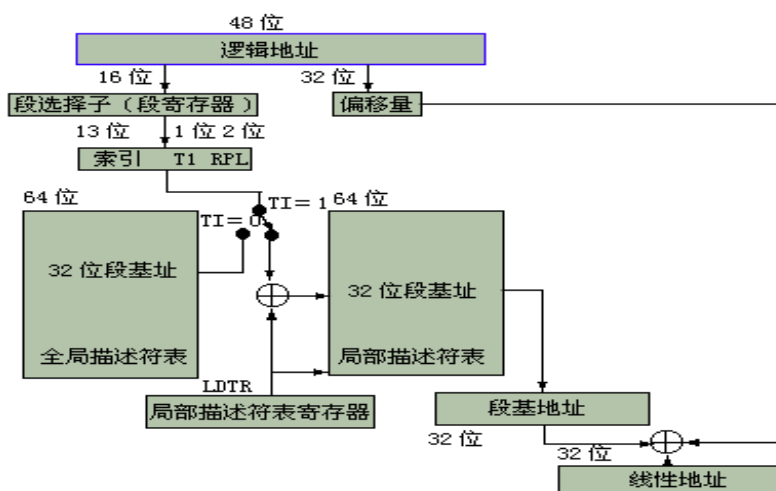 48 位
逻辑地址
16 位
32 位
段选择子（段寄存器）
偏移量
13 位
1 位 2 位
索引 T1 RPL
64 位
TI= 1
64 位
TI= 0
32 位段基址
32 位段基址
全局描述符表
局部描述符表
LDTR
局部描述符表寄存器
段基地址
32 位
32 位
线性地址